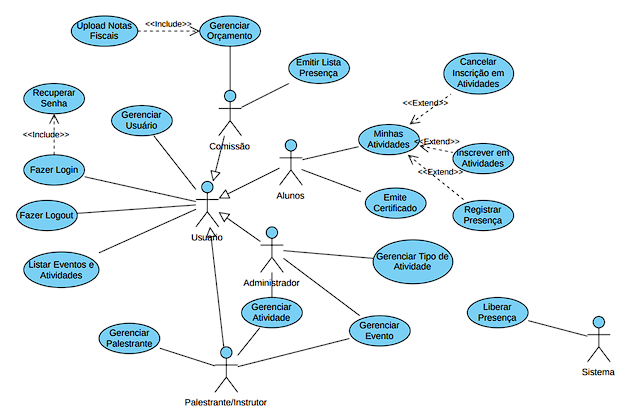 Upload Notas
Fiscais
<<Include>>
Gerenciar
Orçamento
Emitir Lista
Presença
Cancelar
Inscrição em
Atividades
Recuperar
Senha
<<Extend>>
Gerenciar
Usuário
<<Include>>
Comissão
Minhas
Atividades
<<Extend>>
Inscrever em
Atividades
Fazer Login
<<Extend>>
Alunos
Emite
Certificado
Registrar
Presença
Fazer Logout
Usuário
Listar Eventos e
Atividades
Gerenciar Tipo de
Atividade
Administrador
Gerenciar
Atividade
Liberar
Presença
Gerenciar
Palestrante
Gerenciar
Evento
Sistema
Palestrante/Instrutor